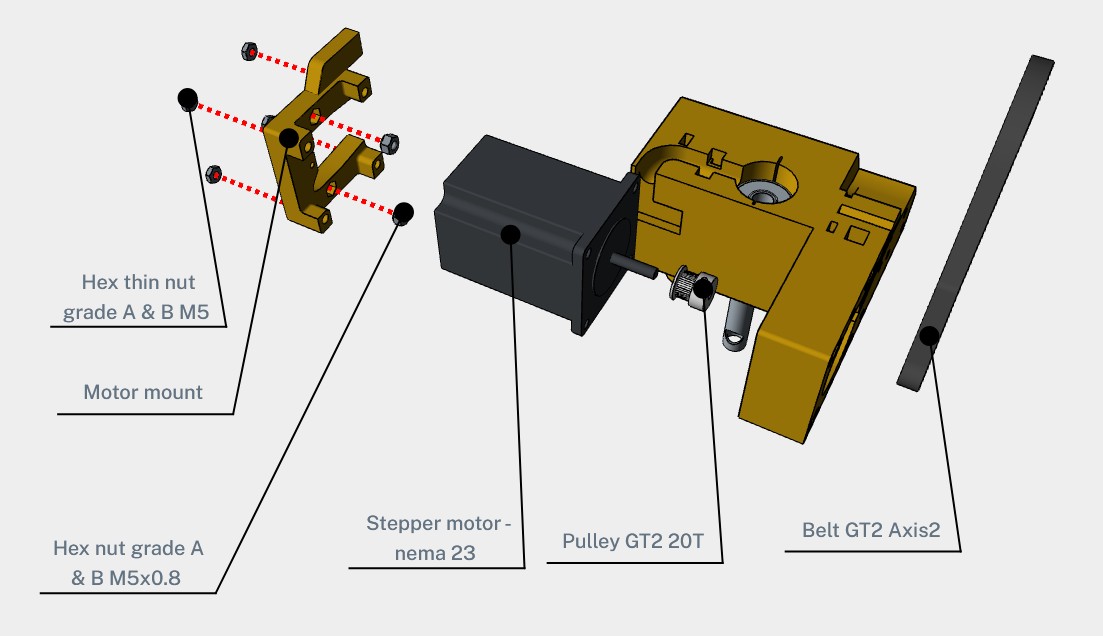 Hex thin nut
grade A & B M5
Motor mount
Hex nut grade A
& B M5x0.8
Stepper motor -
nema 23
Pulley GT2 20T
Belt GT2 Axis2